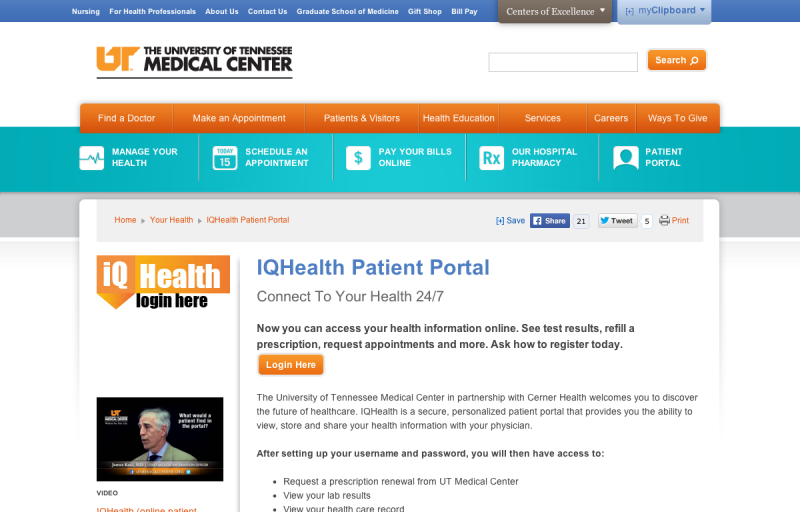 Nursing For Health Professionals About Us Contact Us Graduate School of Medicine Gift Shop Bill Pay Centers of Excellence [+] myClipboard
UT THE UNIVERSITY OF TENNESSEE
MEDICAL CENTER
Search
Find a Doctor Make an Appointment Patients & Visitors Health Education Services Careers Ways To Give
MANAGE YOUR
HEALTH
TODAY
15
SCHEDULE AN
APPOINTMENT
$
PAY YOUR BILLS
ONLINE
Rx
OUR HOSPITAL
PHARMACY
PATIENT
PORTAL
Home Your Health IQHealth Patient Portal
[+] Save Share 21 Tweet 5 Print
iQ Health
login here
IQHealth Patient Portal
Connect To Your Health 24/7
Now you can access your health information online. See test results, refill a
prescription, request appointments and more. Ask how to register today.
Login Here
The University of Tennessee Medical Center in partnership with Cerner Health welcomes you to discover
the future of healthcare. IQHealth is a secure, personalized patient portal that provides you the ability to
view, store and share your health information with your physician.
After setting up your username and password, you will then have access to:
Request a prescription renewal from UT Medical Center
View your lab results
View your health care record
What would a
patient find in
the portal?
VIDEO
IQHealth (online patient